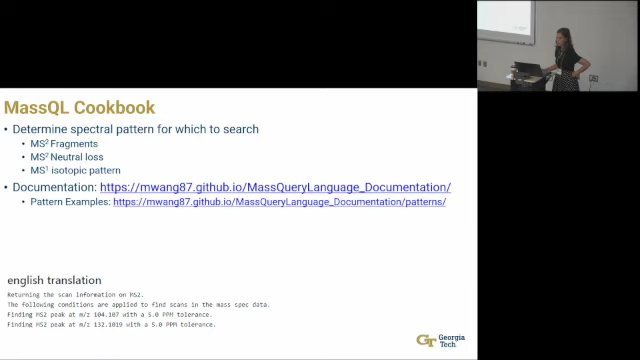 MassQL Cookbook
• Determine spectral pattern for which to search
• MS² Fragments
• MS² Neutral loss
• MS¹ isotopic pattern
• Documentation: https://mwang87.github.io/MassQueryLanguage_Documentation/
• Pattern Examples: https://mwang87.github.io/MassQueryLanguage_Documentation/patterns/
english translation
Returning the scan information on MS2.
The following conditions are applied to find scans in the mass spec data.
Finding MS2 peak at m/z 104.107 with a 5.0 PPM tolerance.
Finding MS2 peak at m/z 132.1019 with a 5.0 PPM tolerance.
GT Georgia
Tech